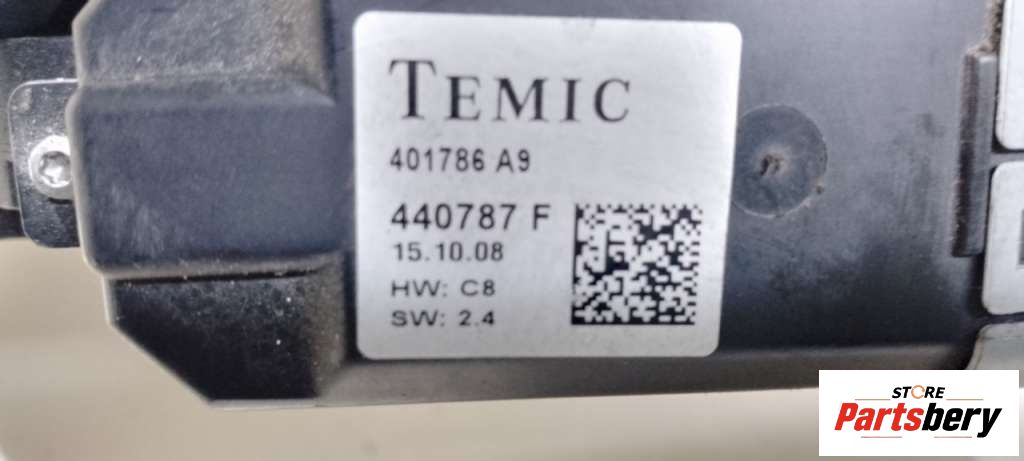 TEMIC
401786 A9
440787 F
15.10.08
HW: C8
SW: 2.4
STORE
Partsbery